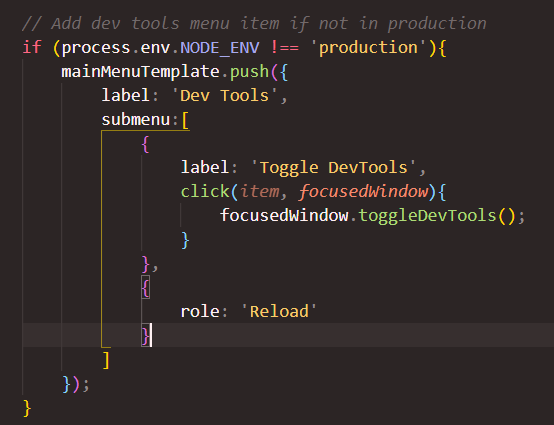 // Add dev tools menu item if not in production
if (process.env.NODE_ENV !== 'production'){
    mainMenuTemplate.push({
        label: 'Dev Tools',
        submenu:[
            {
                label: 'Toggle DevTools',
                click(item, focusedWindow){
                    focusedWindow.toggleDevTools();
                }
            },
            {
                role: 'Reload'
            }
        ]
    });
}